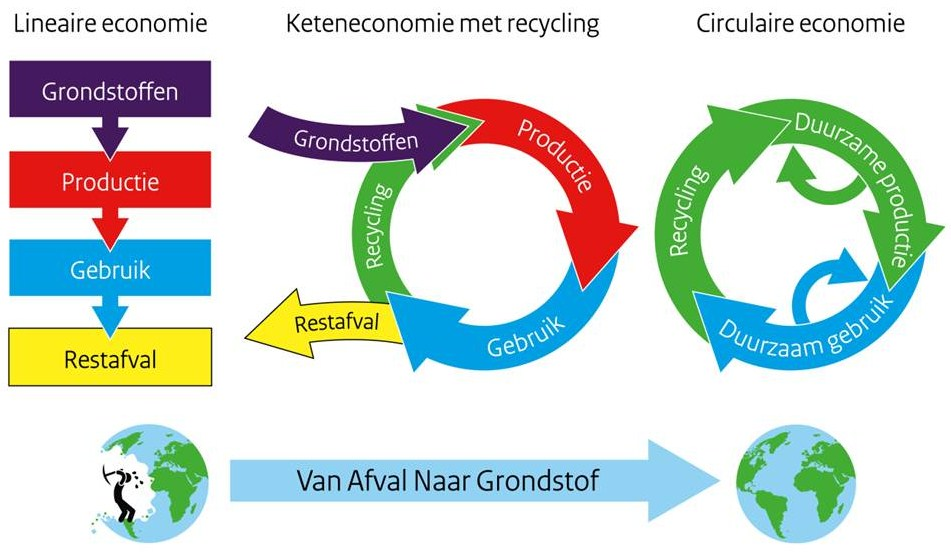 Lineaire economie
Grondstoffen
Productie
Gebruik
Restafval
Keteneconomie met recycling
Grondstoffen
Productie
Gebruik
Restafval
Recycling
Circulaire economie
Duurzame productie
Duurzaam gebruik
Recycling
Van Afval Naar Grondstof